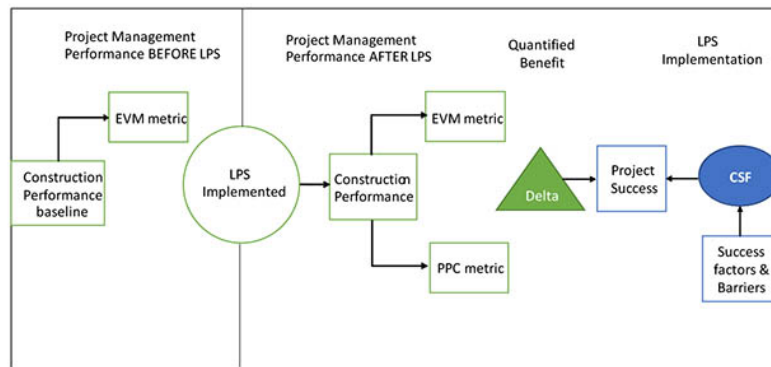 Project Management
Performance BEFORE LPS
Project Management
Performance AFTER LPS
Quantified
Benefit
LPS
Implementation
EVM metric
EVM metric
Construction
Performance
baseline
LPS
Implemented
Construction
Performance
Delta
Project
Success
CSF
PPC metric
Success
factors &
Barriers